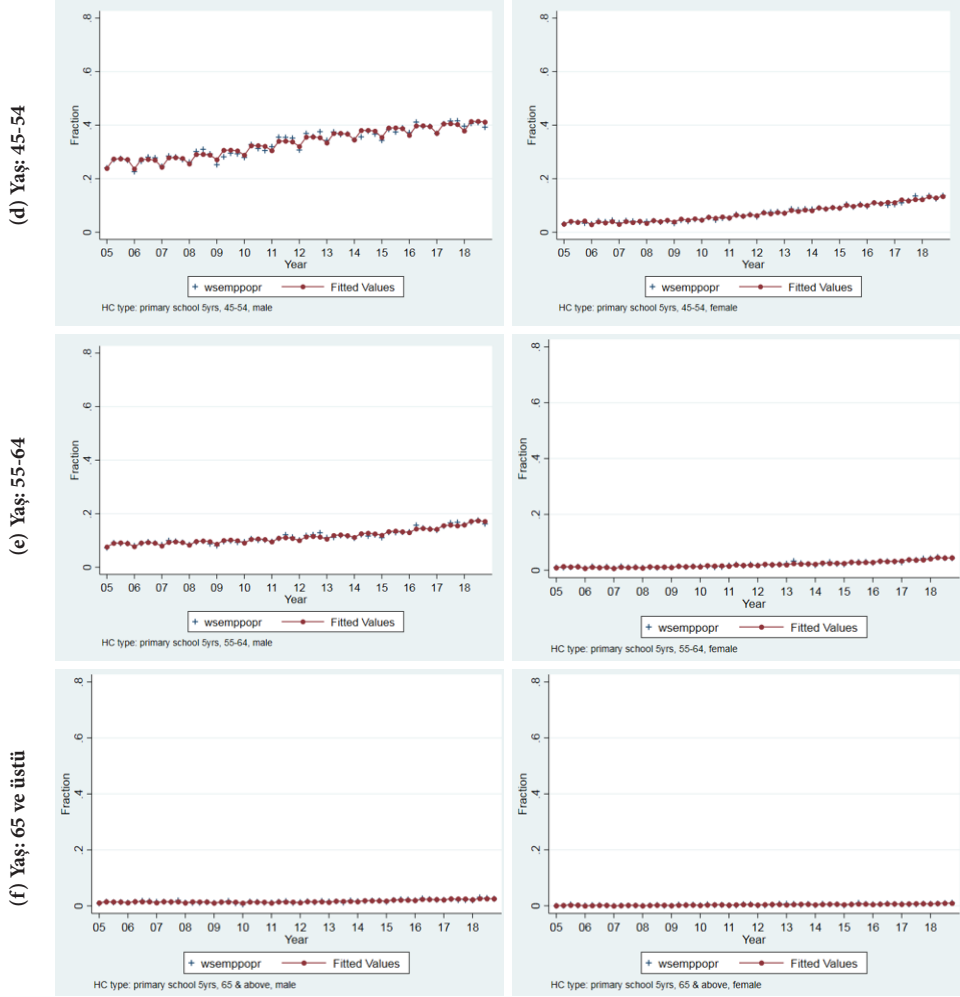 (d) Yaş: 45-54
Fraction
.8
.6
.4
.2
0
05 06 07 08 09 10 11 12 13 14 15 16 17 18
Year
wsemppopr Fitted Values
HC type: primary school 5yrs, 45-54, male
Fraction
.8
.6
.4
.2
0
05 06 07 08 09 10 11 12 13 14 15 16 17 18
Year
wsemppopr Fitted Values
HC type: primary school 5yrs, 45-54, female
(e) Yaş: 55-64
Fraction
.8
.6
.4
.2
0
05 06 07 08 09 10 11 12 13 14 15 16 17 18
Year
wsemppopr Fitted Values
HC type: primary school 5yrs, 55-64, male
Fraction
.8
.6
.4
.2
0
05 06 07 08 09 10 11 12 13 14 15 16 17 18
Year
wsemppopr Fitted Values
HC type: primary school 5yrs, 55-64, female
(f) Yaş: 65 ve üstü
Fraction
.8
.6
.4
.2
0
05 06 07 08 09 10 11 12 13 14 15 16 17 18
Year
wsemppopr Fitted Values
HC type: primary school 5yrs, 65 & above, male
Fraction
.8
.6
.4
.2
0
05 06 07 08 09 10 11 12 13 14 15 16 17 18
Year
wsemppopr Fitted Values
HC type: primary school 5yrs, 65 & above, female